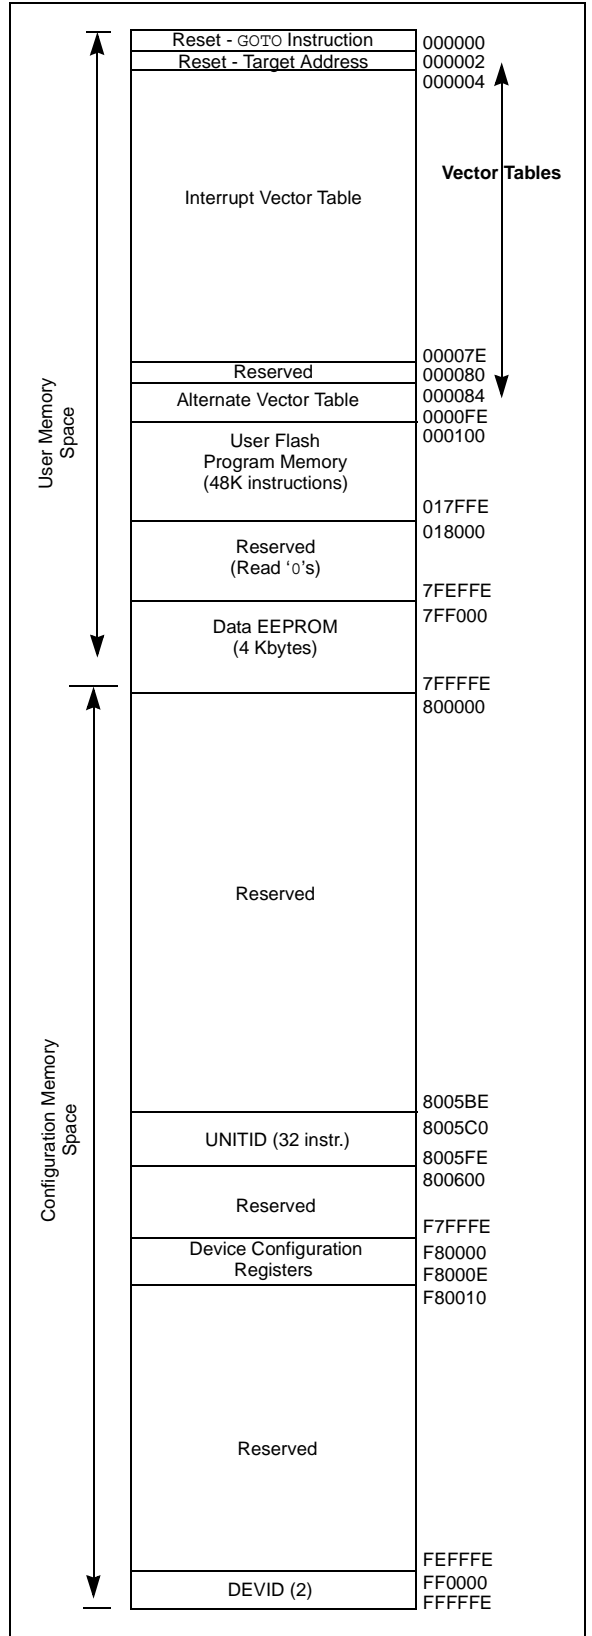 Reset - GOTO Instruction
000000
Reset - Target Address
000002
000004
Vector Tables
Interrupt Vector Table
00007E
Reserved
000080
Alternate Vector Table
000084
0000FE
User Memory
Space
User Flash
Program Memory
(48K instructions)
000100
017FFE
018000
Reserved
(Read ‘0’s)
7FEFFE
7FF000
Data EEPROM
(4 Kbytes)
7FFFFE
800000
Reserved
Configuration Memory
Space
8005BE
8005C0
UNITID (32 instr.)
8005FE
800600
Reserved
F7FFFE
Device Configuration
Registers
F80000
F8000E
F80010
Reserved
FEFFFE
FF0000
DEVID (2)
FFFFFE